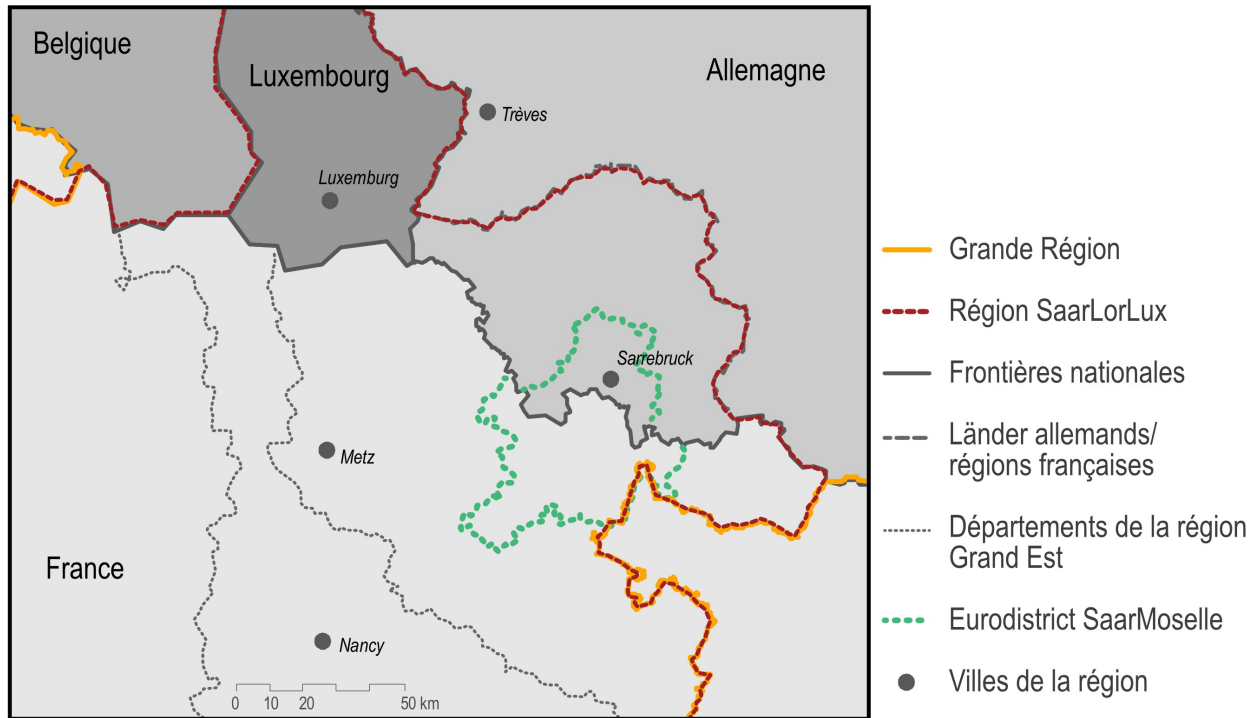 Belgique
Luxembourg
Allemagne
Trèves
Luxemburg
Sarrebruck
Metz
France
Nancy
0 10 20 50 km
Grande Région
Région SaarLorLux
Frontières nationales
Länder allemands/
régions françaises
Départements de la région
Grand Est
Eurodistrict SaarMoselle
Villes de la région